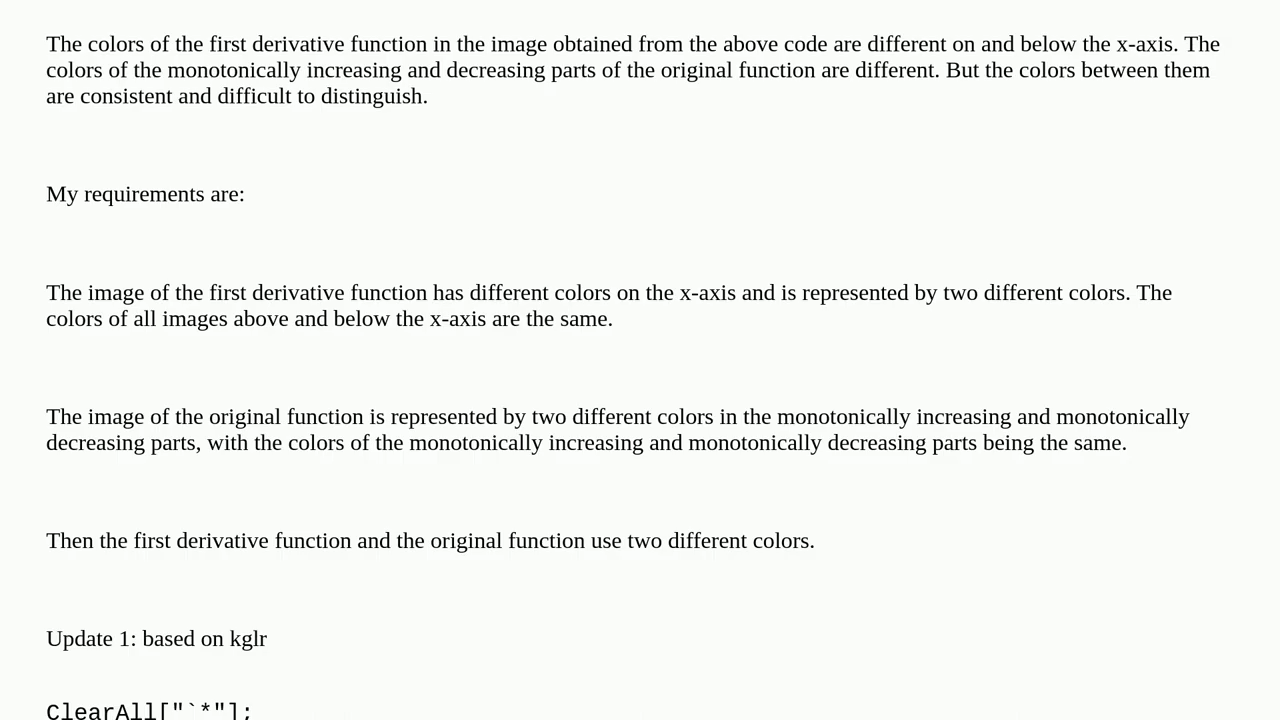 The colors of the first derivative function in the image obtained from the above code are different on and below the x-axis. The
colors of the monotonically increasing and decreasing parts of the original function are different. But the colors between them
are consistent and difficult to distinguish.
My requirements are:
The image of the first derivative function has different colors on the x-axis and is represented by two different colors. The
colors of all images above and below the x-axis are the same.
The image of the original function is represented by two different colors in the monotonically increasing and monotonically
decreasing parts, with the colors of the monotonically increasing and monotonically decreasing parts being the same.
Then the first derivative function and the original function use two different colors.
Update 1: based on kglr
ClearAll["`*"];